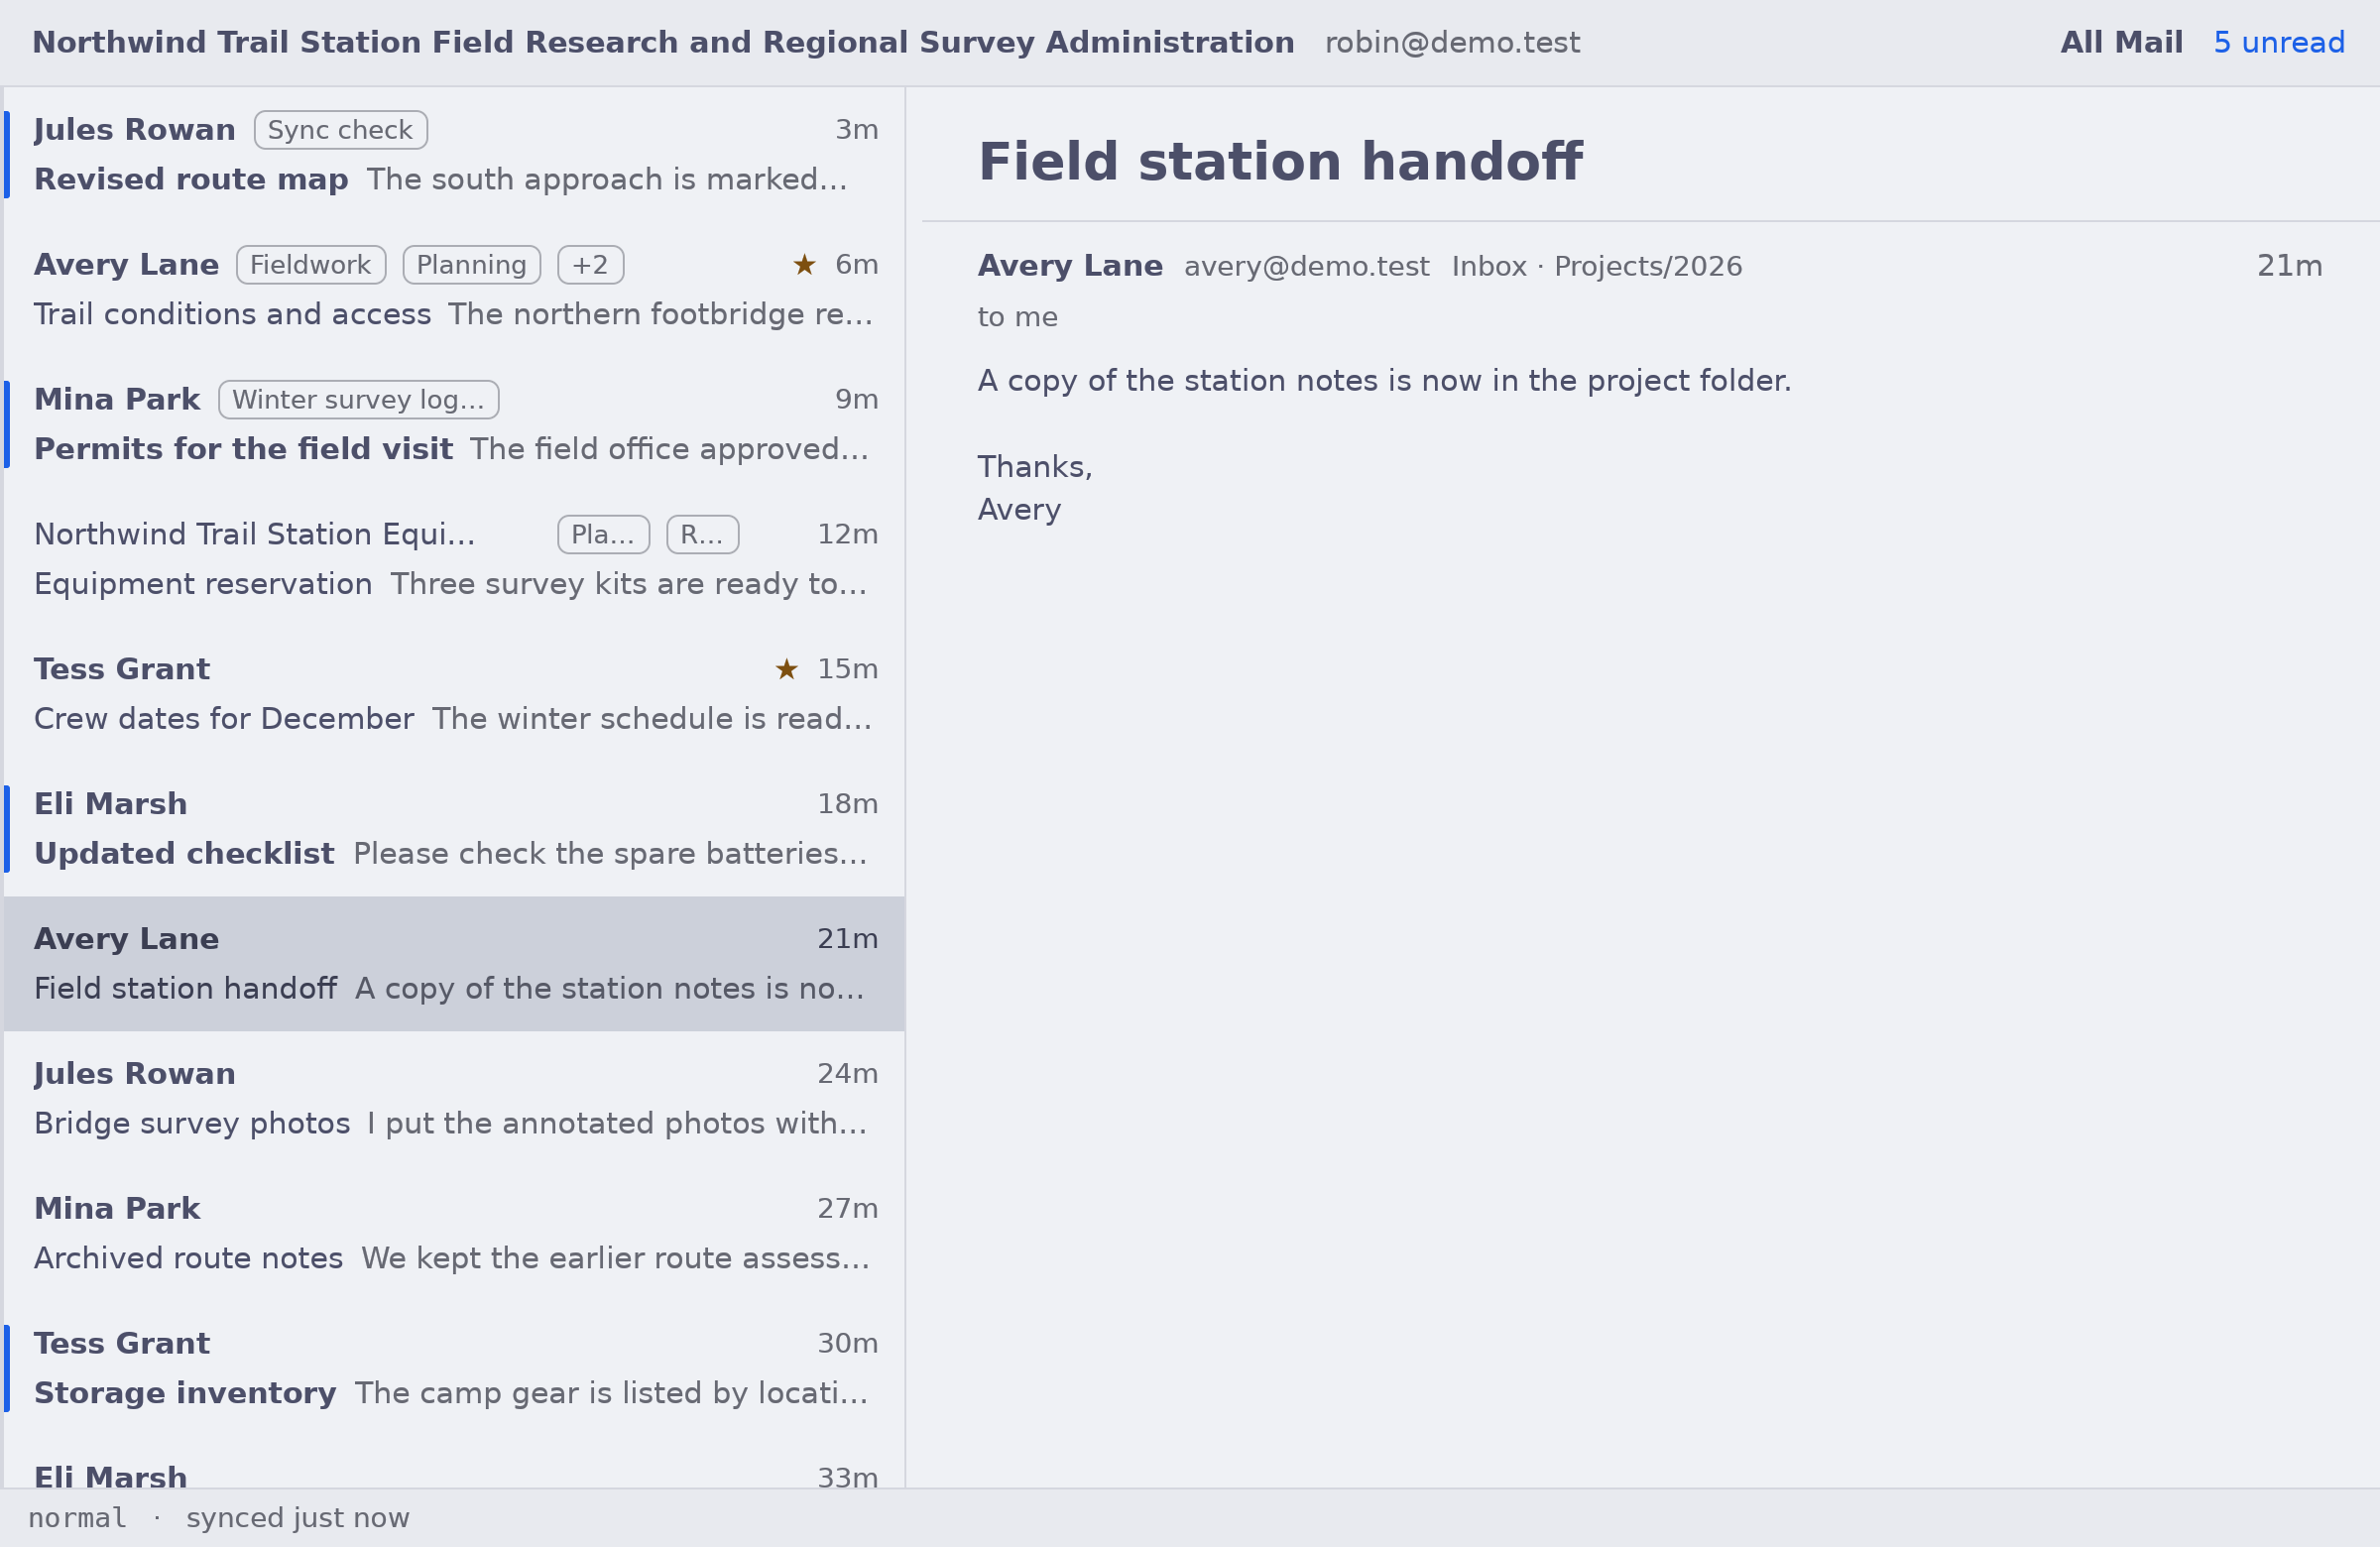 Northwind Trail Station Field Research and Regional Survey Administration robin@demo.test All Mail 5 unread
Jules Rowan Sync check 3m
Revised route map The south approach is marked…
Avery Lane Fieldwork Planning +2 ★ 6m
Trail conditions and access The northern footbridge re…
Mina Park Winter survey log… 9m
Permits for the field visit The field office approved…
Northwind Trail Station Equi… Pla… R… 12m
Equipment reservation Three survey kits are ready to…
Tess Grant ★ 15m
Crew dates for December The winter schedule is read…
Eli Marsh 18m
Updated checklist Please check the spare batteries…
Avery Lane 21m
Field station handoff A copy of the station notes is no…
Jules Rowan 24m
Bridge survey photos I put the annotated photos with…
Mina Park 27m
Archived route notes We kept the earlier route assess…
Tess Grant 30m
Storage inventory The camp gear is listed by locati…
Eli Marsh 33m
Field station handoff
Avery Lane avery@demo.test Inbox · Projects/2026 21m
to me
A copy of the station notes is now in the project folder.
Thanks,
Avery
normal · synced just now